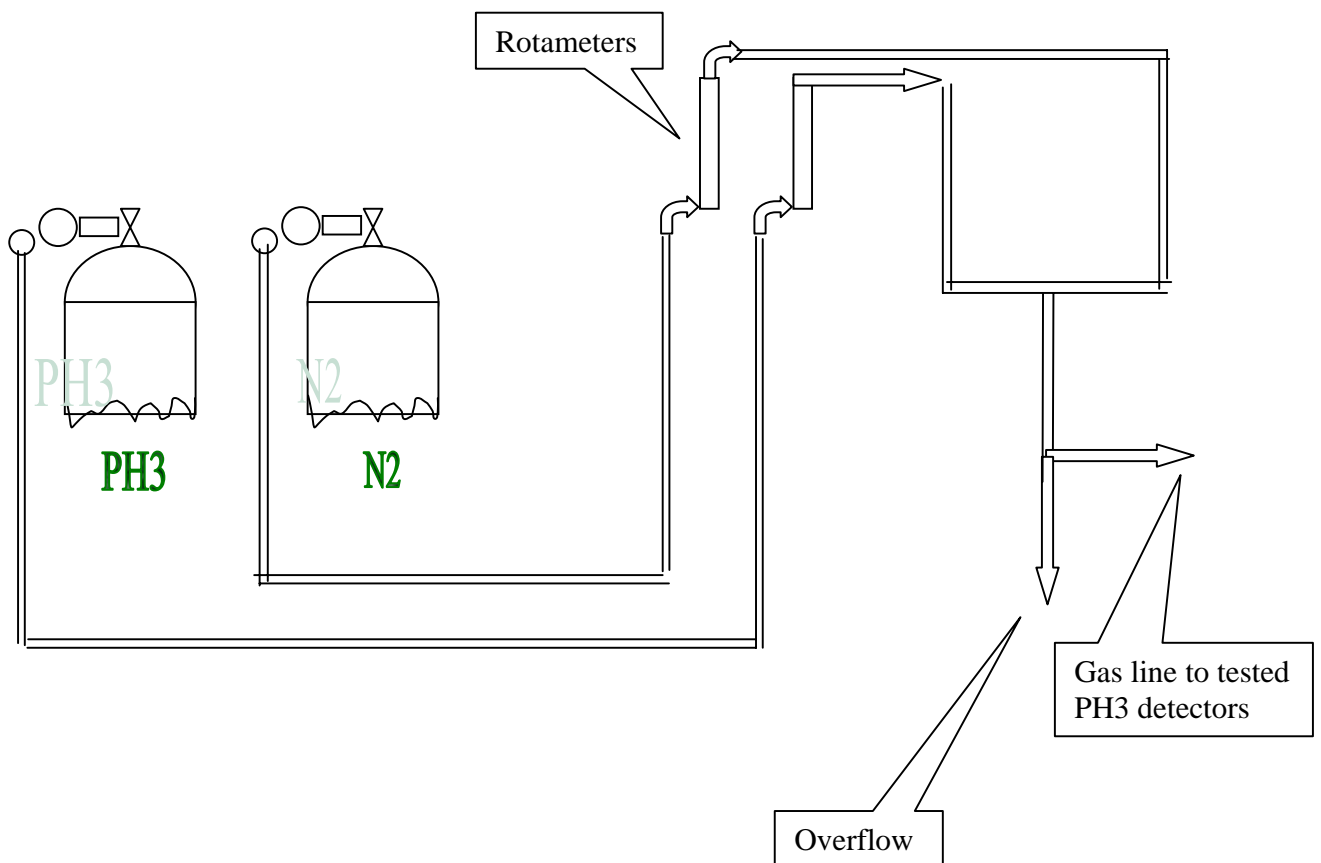 Rotameters
PH3
N2
PH3
N2
Gas line to tested
PH3 detectors
Overflow